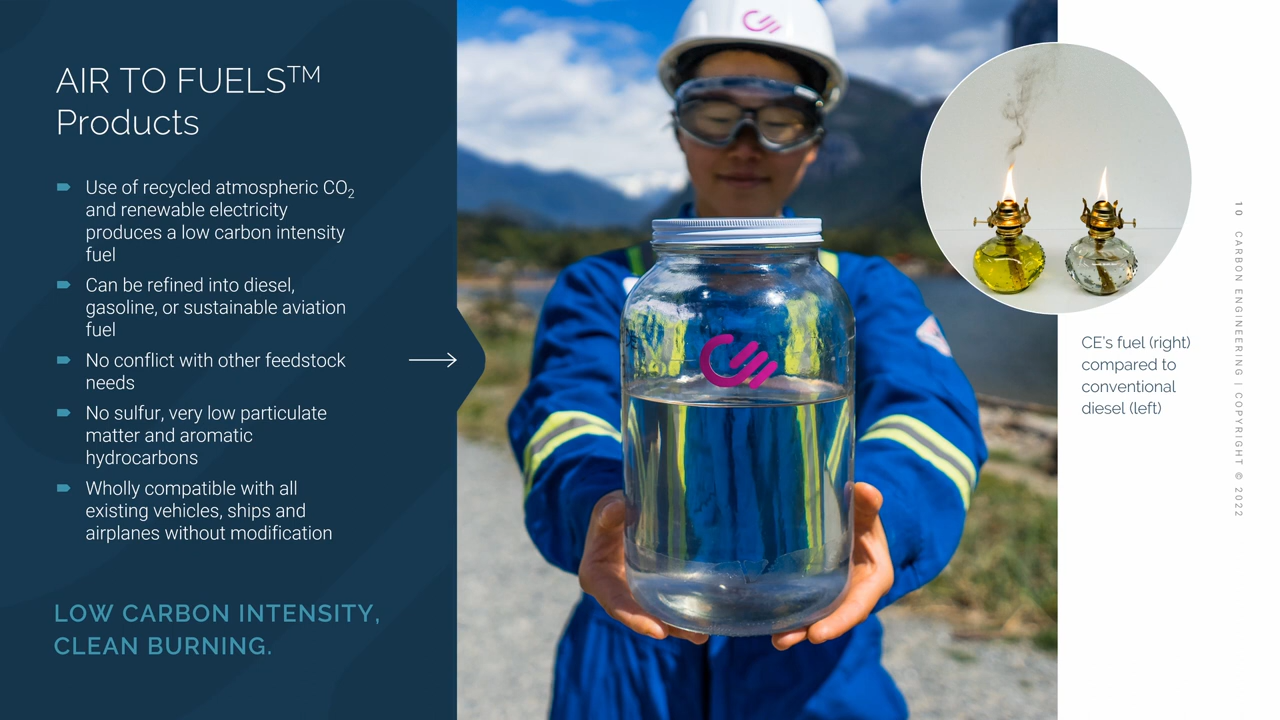 AIR TO FUELS™
Products
Use of recycled atmospheric CO₂
and renewable electricity
produces a low carbon intensity
fuel
Can be refined into diesel,
gasoline, or sustainable aviation
fuel
No conflict with other feedstock
needs
No sulfur, very low particulate
matter and aromatic
hydrocarbons
Wholly compatible with all
existing vehicles, ships and
airplanes without modification
LOW CARBON INTENSITY,
CLEAN BURNING.
CE's fuel (right)
compared to
conventional
diesel (left)
10 CARBON ENGINEERING | COPYRIGHT © 2022